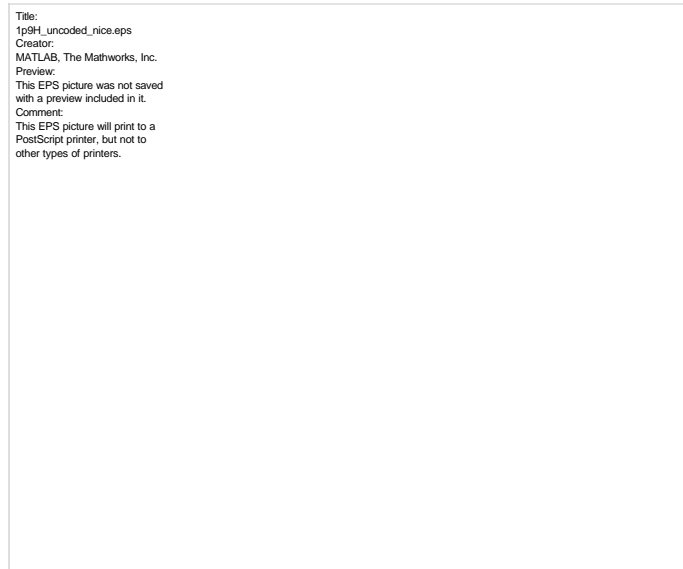 Title:
1p9H_uncoded_nice.eps
Creator:
MATLAB, The Mathworks, Inc.
Preview:
This EPS picture was not saved
with a preview included in it.
Comment:
This EPS picture will print to a
PostScript printer, but not to
other types of printers.